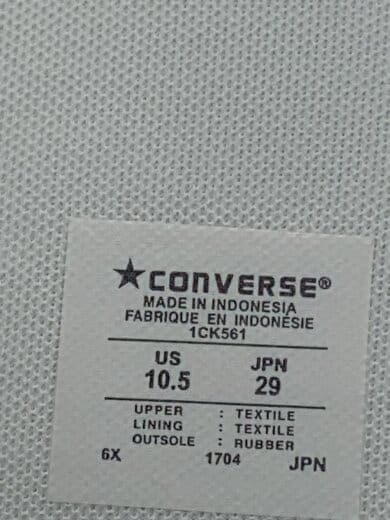 ★CONVERSE®
MADE IN INDONESIA
FABRIQUE EN INDONÉSIE
1CK561
US JPN
10.5 29
UPPER : TEXTILE
LINING : TEXTILE
OUTSOLE : RUBBER
6X 1704 JPN